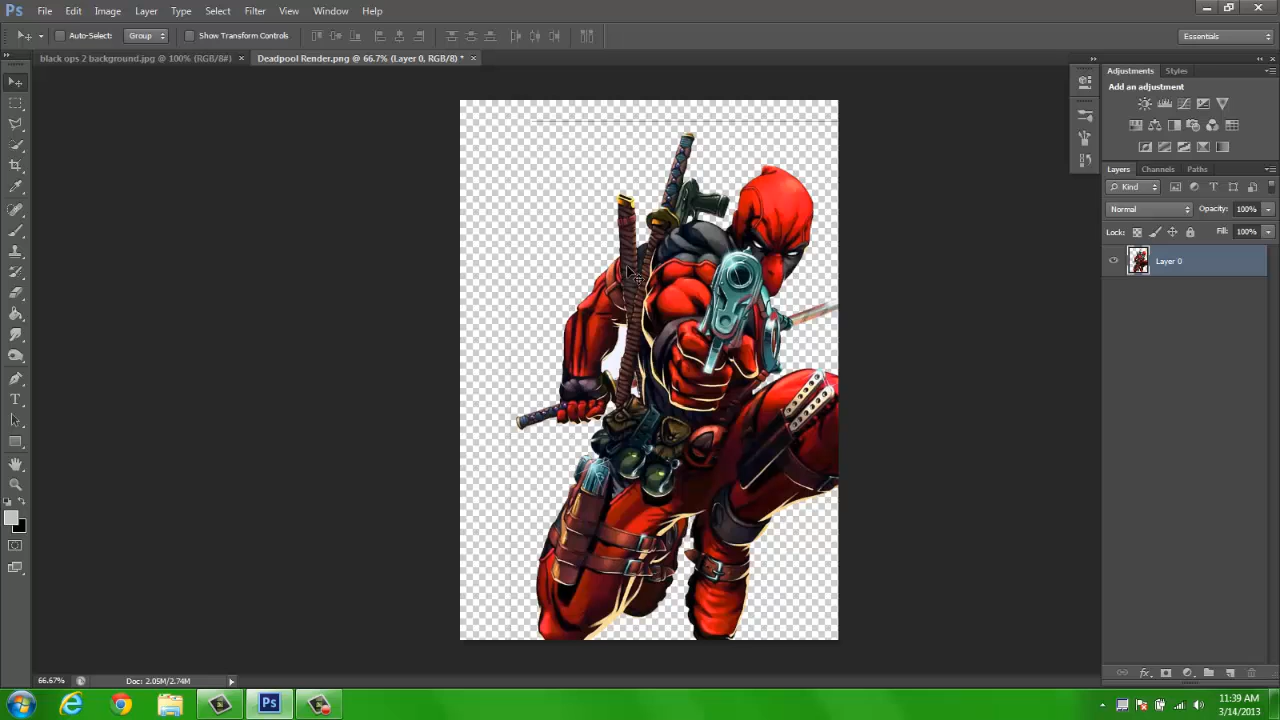 Ps File Edit Image Layer Type Select Filter View Window Help
Auto-Select: Group Show Transform Controls Essentials
black ops 2 background.jpg @ 100% (RGB/8#) × Deadpool Render.png @ 66.7% (Layer 0, RGB/8) * ×
Adjustments Styles
Add an adjustment
Layers Channels Paths
Kind
Normal Opacity: 100%
Lock: Fill: 100%
Layer 0
66.67% Doc: 2.05M/2.74M
Ps
11:39 AM
3/14/2013